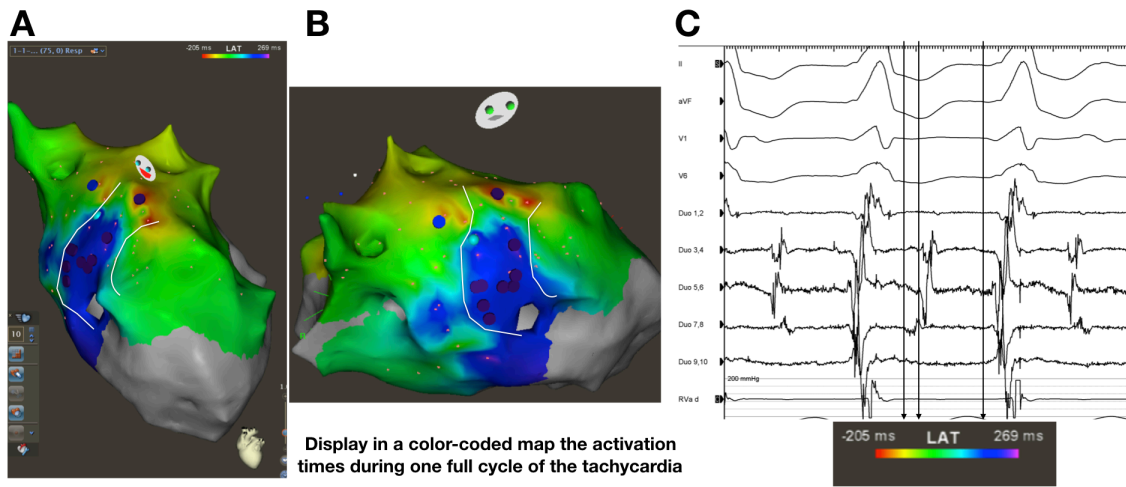 A
B
C
1-1-... (75, 0) Resp
-205 ms LAT 269 ms
10
1.
II
aVF
V1
V6
Duo 1,2
Duo 3,4
Duo 5,6
Duo 7,8
Duo 9,10
200 mmHg
RVa d
Display in a color-coded map the activation
times during one full cycle of the tachycardia
-205 ms LAT 269 ms